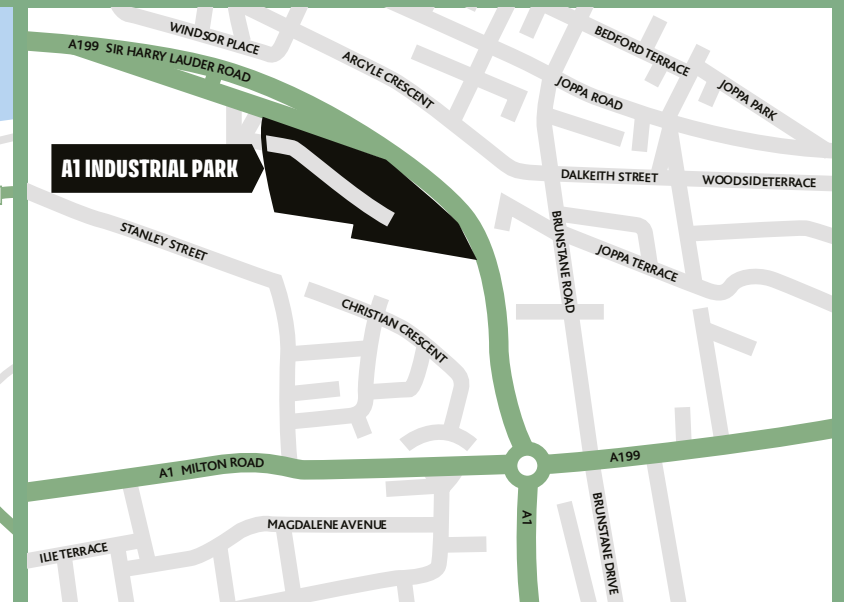 WINDSOR PLACE
BEDFORD TERRACE
A199 SIR HARRY LAUDER ROAD
ARGYLE CRESCENT
JOPPA ROAD
JOPPA PARK
A1 INDUSTRIAL PARK
DALKEITH STREET
WOODSIDETERRACE
STANLEY STREET
BRUNSTANE ROAD
JOPPA TERRACE
CHRISTIAN CRESCENT
A1 MILTON ROAD
A199
A1
MAGDALENE AVENUE
BRUNSTANE DRIVE
ILIE TERRACE